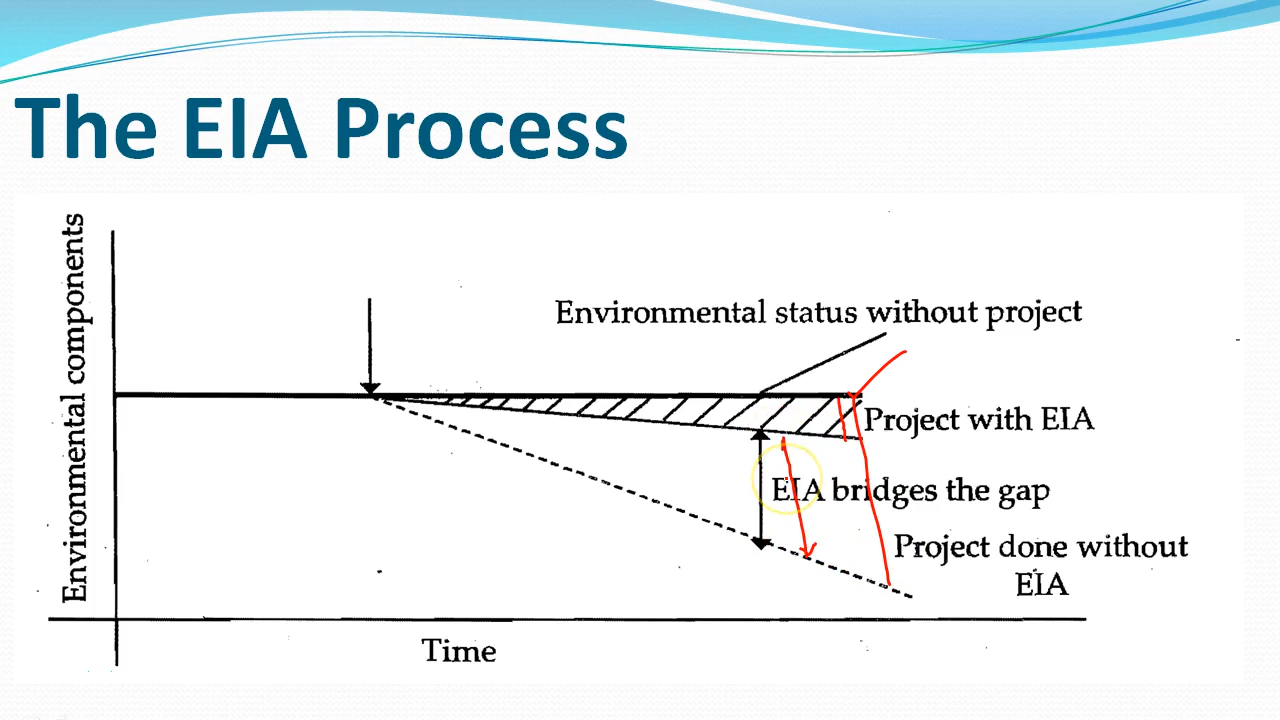 The EIA Process
Environmental components
Environmental status without project
Project with EIA
EIA bridges the gap
Project done without
EIA
Time